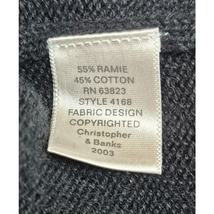 55% RAMIE
45% COTTON
RN 63823
STYLE 4168
FABRIC DESIGN
COPYRIGHTED
Christopher
& Banks
2003